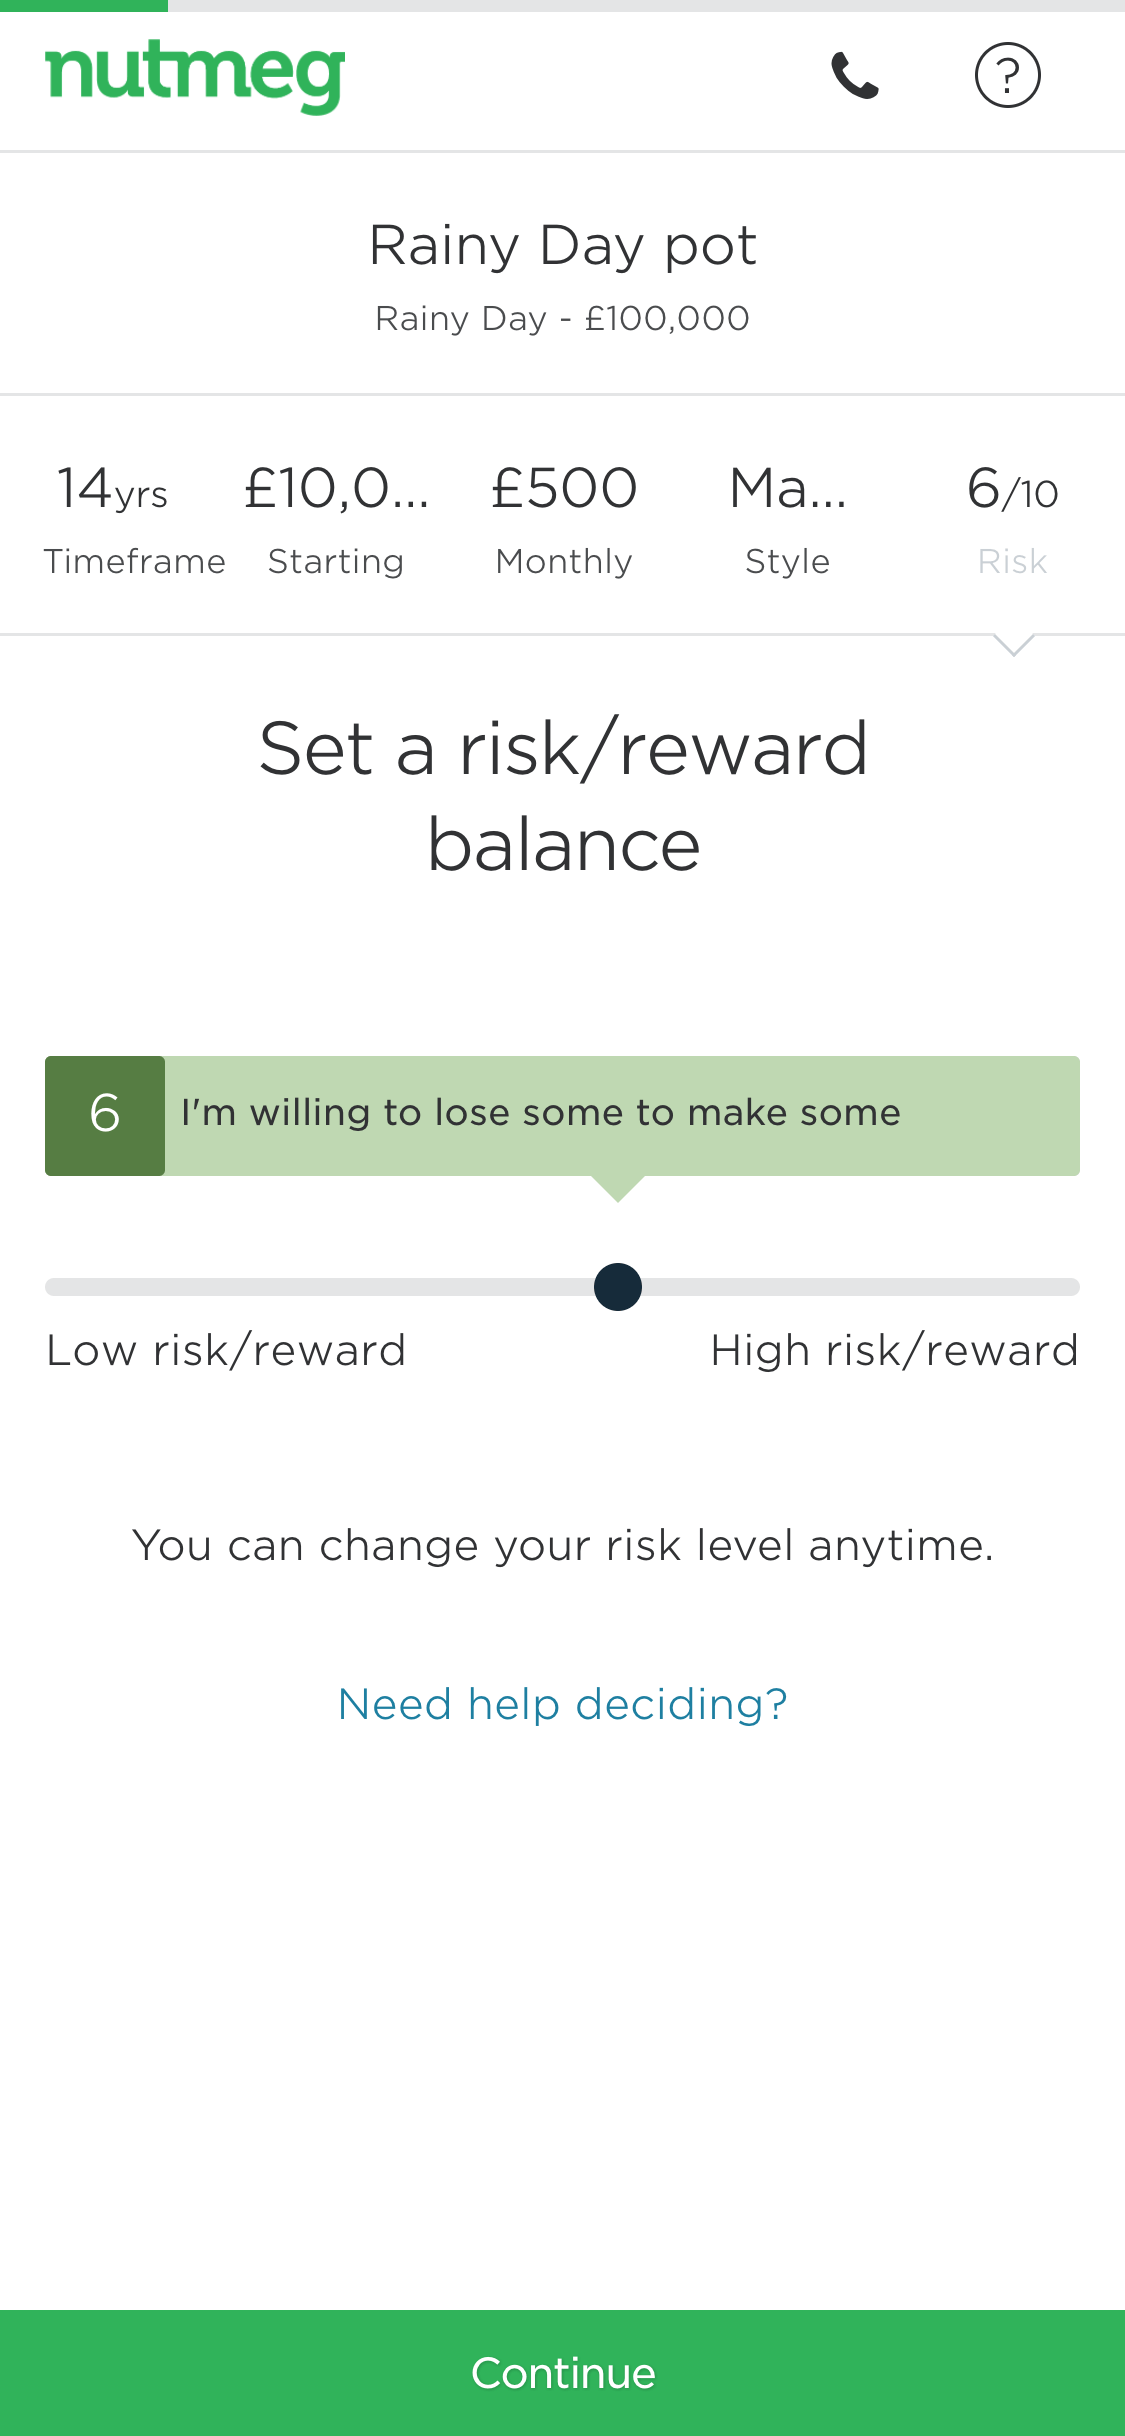 nutmeg
?
Rainy Day pot
Rainy Day - £100,000
14yrs £10,0... £500 Ma... 6/10
Timeframe Starting Monthly Style Risk
Set a risk/reward
balance
6 I'm willing to lose some to make some
Low risk/reward High risk/reward
You can change your risk level anytime.
Need help deciding?
Continue